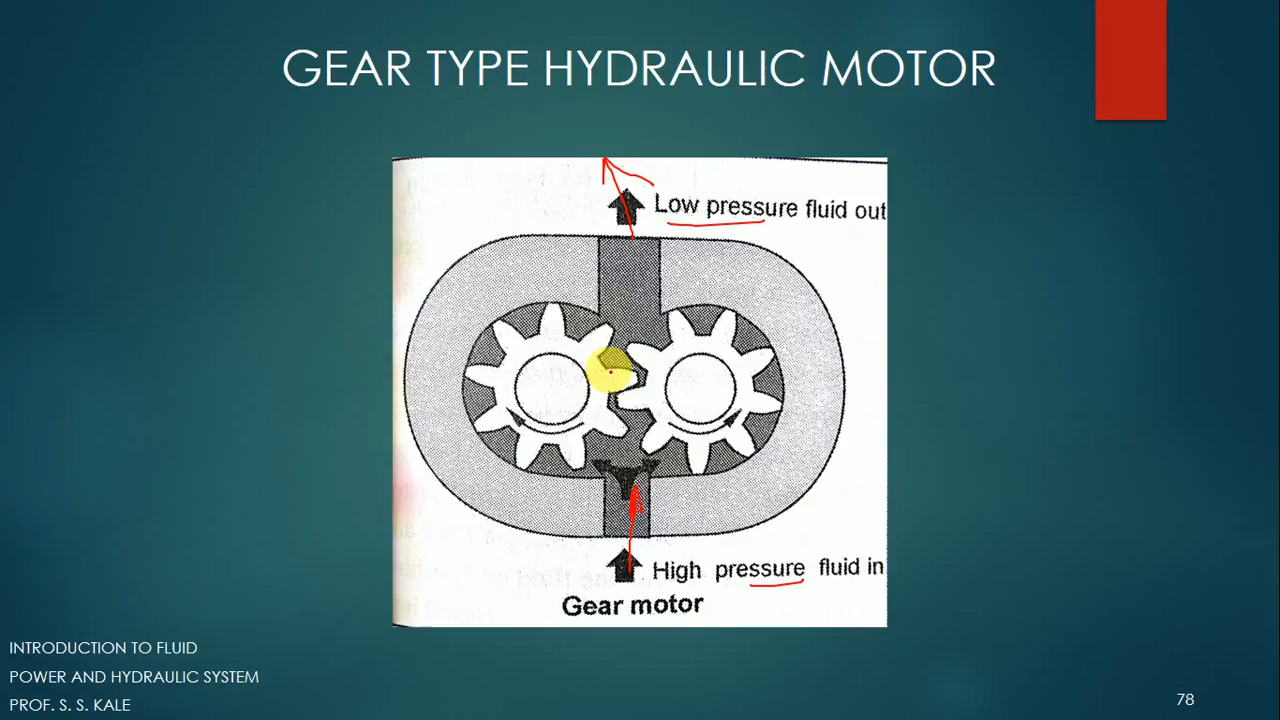 GEAR TYPE HYDRAULIC MOTOR
Low pressure fluid out
High pressure fluid in
Gear motor
INTRODUCTION TO FLUID
POWER AND HYDRAULIC SYSTEM
PROF. S. S. KALE
78